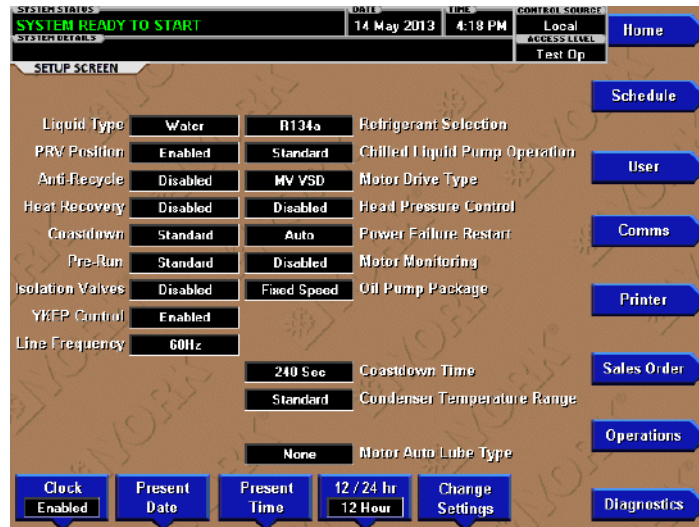 SYSTEM STATUS
SYSTEM READY TO START
SYSTEM DETAILS
DATE
14 May 2013
TIME
4:18 PM
CONTROL SOURCE
Local
ACCESS LEVEL
Test Op
SETUP SCREEN
Home
Schedule
User
Comms
Printer
Sales Order
Operations
Diagnostics
Liquid Type Water R134a Refrigerant Selection
PRV Position Enabled Standard Chilled Liquid Pump Operation
Anti-Recycle Disabled MV VSD Motor Drive Type
Heat Recovery Disabled Disabled Head Pressure Control
Coastdown Standard Auto Power Failure Restart
Pre-Run Standard Disabled Motor Monitoring
Isolation Valves Disabled Fixed Speed Oil Pump Package
YKEP Control Enabled
Line Frequency 60Hz
240 Sec Coastdown Time
Standard Condenser Temperature Range
None Motor Auto Lube Type
Clock
Enabled
Present
Date
Present
Time
12 / 24 hr
12 Hour
Change
Settings
YORK